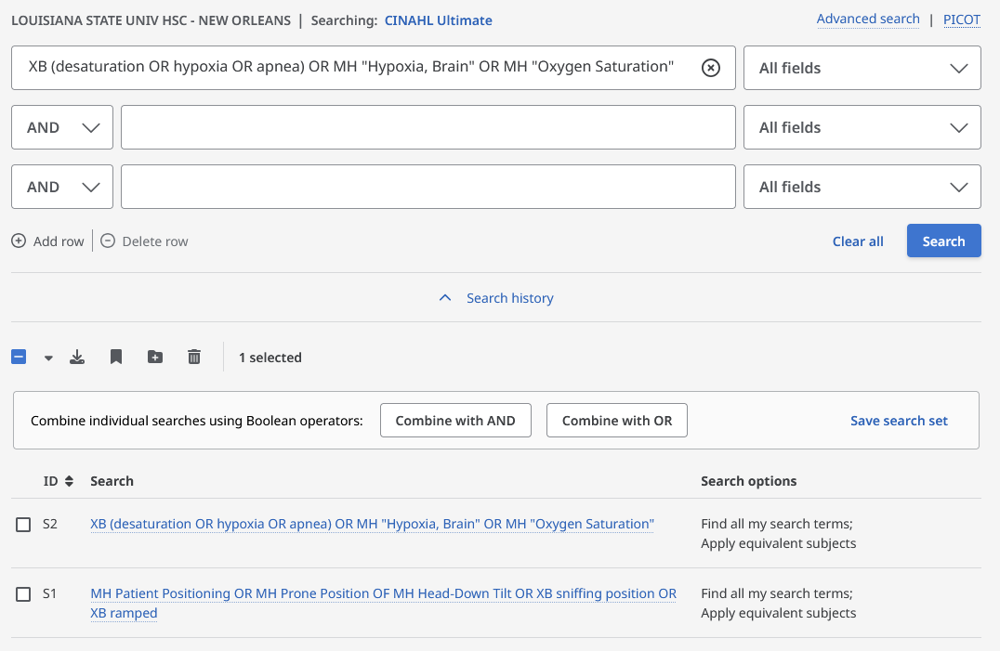 LOUISIANA STATE UNIV HSC - NEW ORLEANS | Searching: CINAHL Ultimate
Advanced search | PICOT
XB (desaturation OR hypoxia OR apnea) OR MH "Hypoxia, Brain" OR MH "Oxygen Saturation"
All fields
AND
All fields
AND
All fields
Add row
Delete row
Clear all
Search
Search history
1 selected
Combine individual searches using Boolean operators:
Combine with AND
Combine with OR
Save search set
ID
Search
Search options
S2
XB (desaturation OR hypoxia OR apnea) OR MH "Hypoxia, Brain" OR MH "Oxygen Saturation"
Find all my search terms;
Apply equivalent subjects
S1
MH Patient Positioning OR MH Prone Position OF MH Head-Down Tilt OR XB sniffing position OR
XB ramped
Find all my search terms;
Apply equivalent subjects